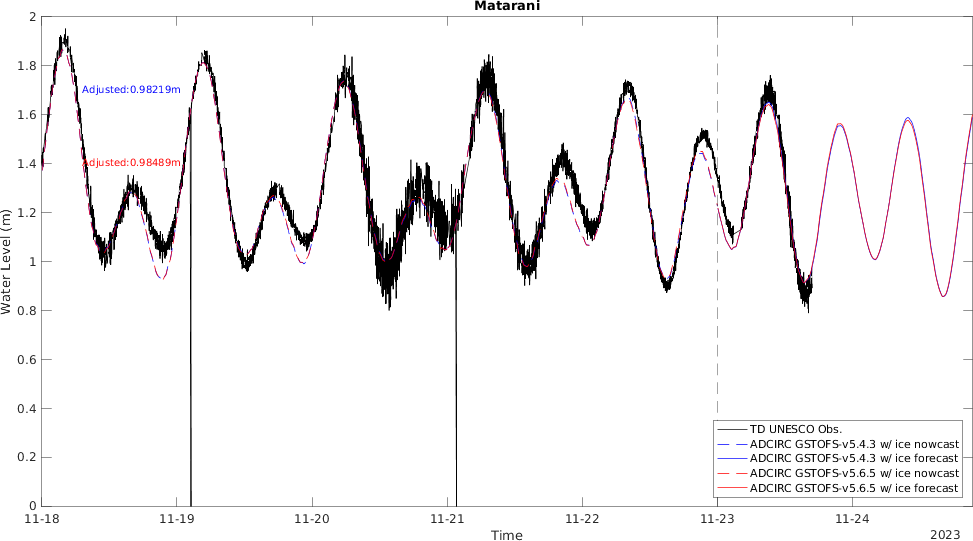 Matarani
2
1.8
1.6
1.4
1.2
1
0.8
0.6
0.4
0.2
0
Water Level (m)
Adjusted:0.98219m
Adjusted:0.98489m
TD UNESCO Obs.
ADCIRC GSTOFS-v5.4.3 w/ ice nowcast
ADCIRC GSTOFS-v5.4.3 w/ ice forecast
ADCIRC GSTOFS-v5.6.5 w/ ice nowcast
ADCIRC GSTOFS-v5.6.5 w/ ice forecast
11-18 11-19 11-20 11-21 11-22 11-23 11-24
Time
2023